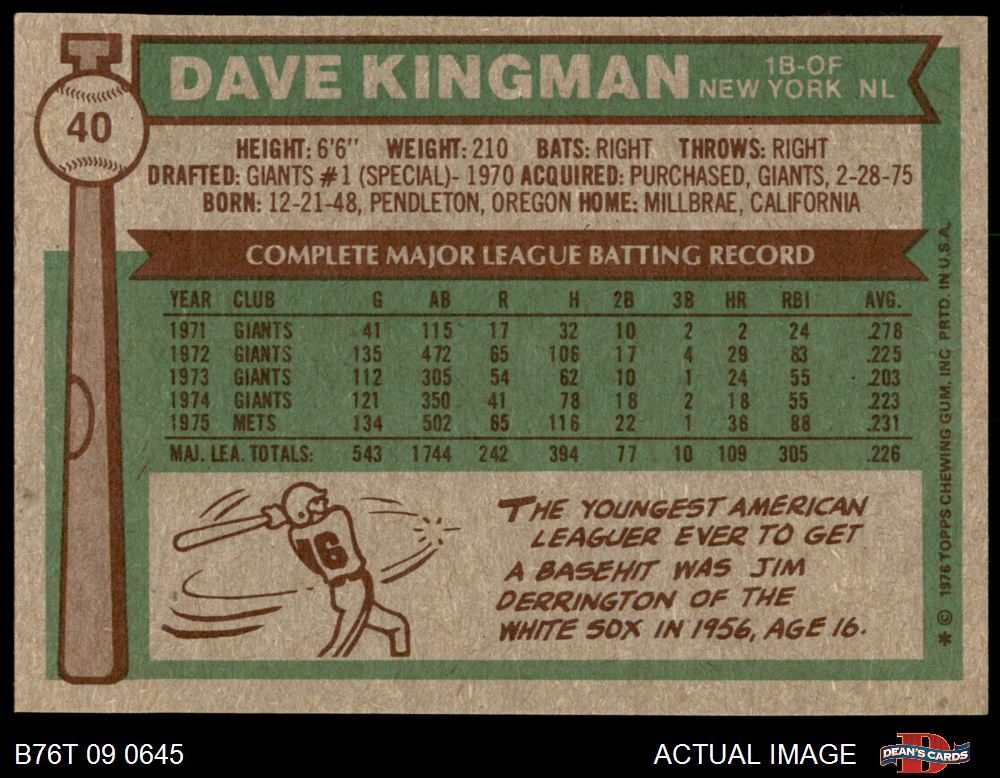 40
DAVE KINGMAN 1B-OF
NEW YORK NL
HEIGHT: 6'6" WEIGHT: 210 BATS: RIGHT THROWS: RIGHT
DRAFTED: GIANTS #1 (SPECIAL)- 1970 ACQUIRED: PURCHASED, GIANTS, 2-28-75
BORN: 12-21-48, PENDLETON, OREGON HOME: MILLBRAE, CALIFORNIA
COMPLETE MAJOR LEAGUE BATTING RECORD
YEAR CLUB G AB R H 2B 3B HR RBI AVG.
1971 GIANTS 41 115 17 32 10 2 2 24 .278
1972 GIANTS 135 472 65 106 17 4 29 83 .225
1973 GIANTS 112 305 54 62 10 1 24 55 .203
1974 GIANTS 121 350 41 78 18 2 18 55 .223
1975 METS 134 502 65 116 22 1 36 88 .231
MAJ. LEA. TOTALS: 543 1744 242 394 77 10 109 305 .226
16
THE YOUNGEST AMERICAN
LEAGUER EVER TO GET
A BASEHIT WAS JIM
DERRINGTON OF THE
WHITE SOX IN 1956, AGE 16.
* © 1976 TOPPS CHEWING GUM, INC. PRTD. IN U.S.A.
B76T 09 0645 ACTUAL IMAGE
D
DEAN'S CARDS